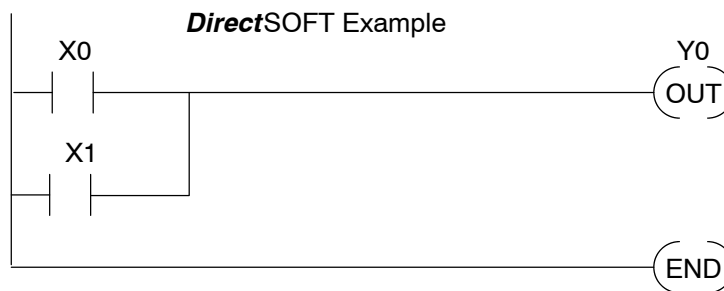 DirectSOFT Example
X0
Y0
OUT
X1
END